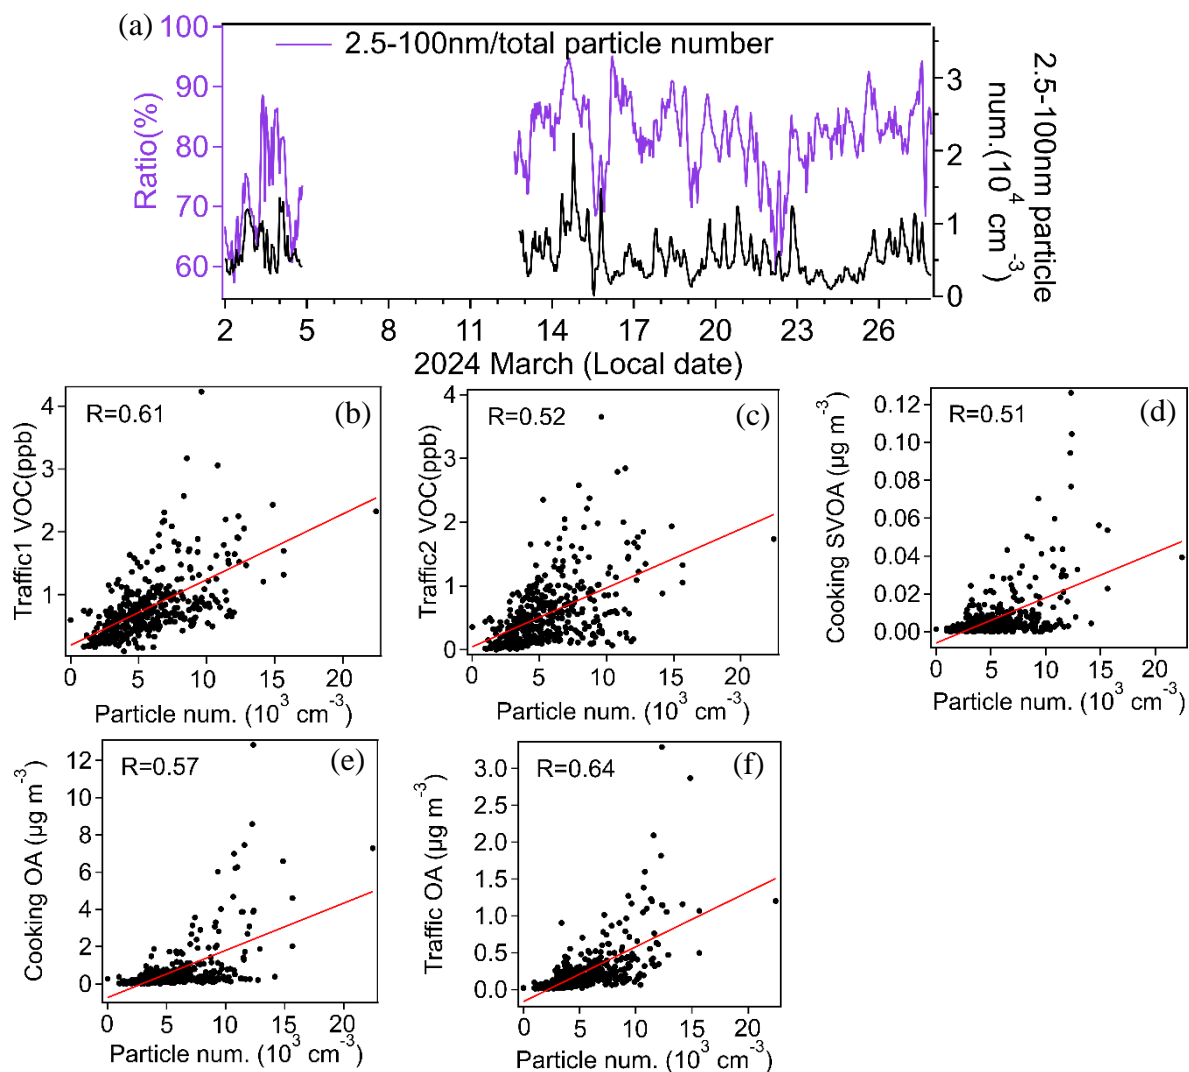 (a)
2.5-100nm/total particle number
Ratio(%)
100
90
80
70
60
3
2
1
0
2.5-100nm particle
num.(10⁴ cm⁻³)
2 5 8 11 14 17 20 23 26
2024 March (Local date)
(b)
R=0.61
Traffic1 VOC(ppb)
4
3
2
1
0 5 10 15 20
Particle num. (10³ cm⁻³)
(c)
R=0.52
Traffic2 VOC(ppb)
4
3
2
1
0
0 5 10 15 20
Particle num. (10³ cm⁻³)
(d)
R=0.51
Cooking SVOA (µg m⁻³)
0.12
0.10
0.08
0.06
0.04
0.02
0.00
0 5 10 15 20
Particle num. (10³ cm⁻³)
(e)
R=0.57
Cooking OA (µg m⁻³)
12
10
8
6
4
2
0
0 5 10 15 20
Particle num. (10³ cm⁻³)
(f)
R=0.64
Traffic OA (µg m⁻³)
3.0
2.5
2.0
1.5
1.0
0.5
0.0
0 5 10 15 20
Particle num. (10³ cm⁻³)